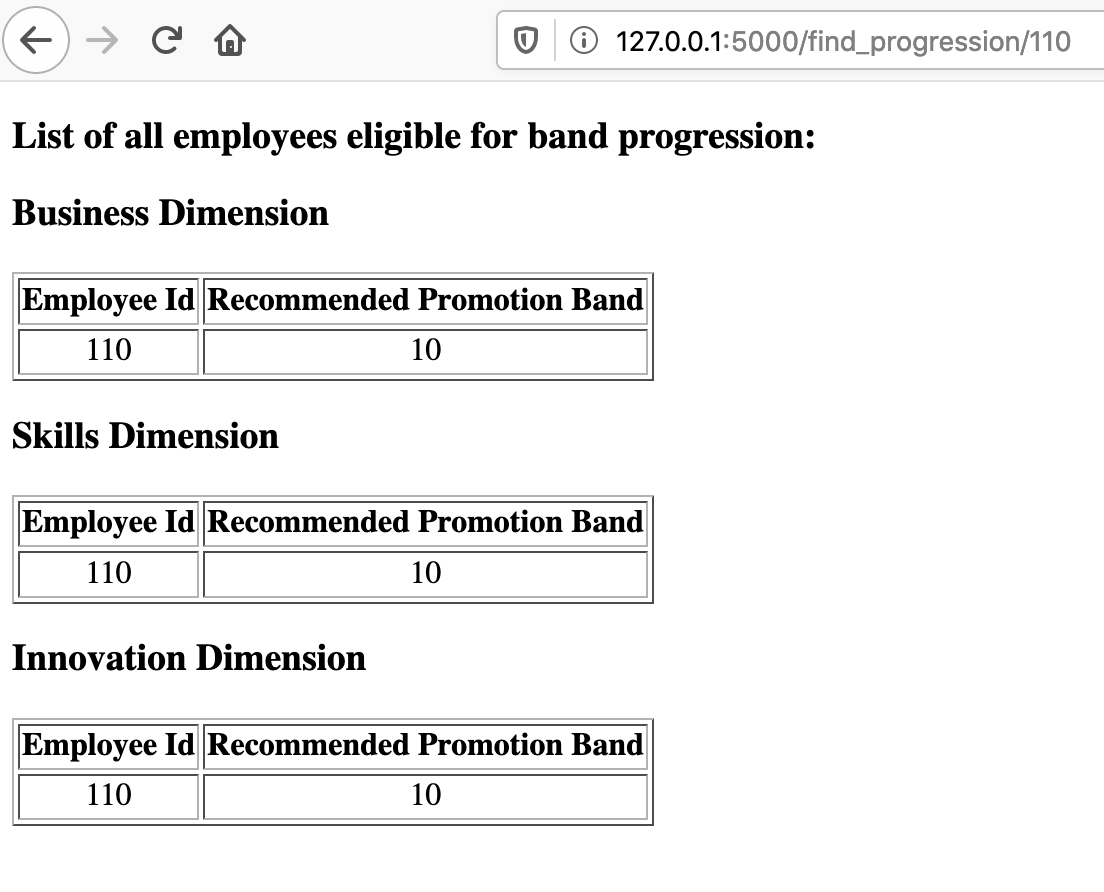 127.0.0.1:5000/find_progression/110
List of all employees eligible for band progression:
Business Dimension
Employee Id Recommended Promotion Band
110 10
Skills Dimension
Employee Id Recommended Promotion Band
110 10
Innovation Dimension
Employee Id Recommended Promotion Band
110 10